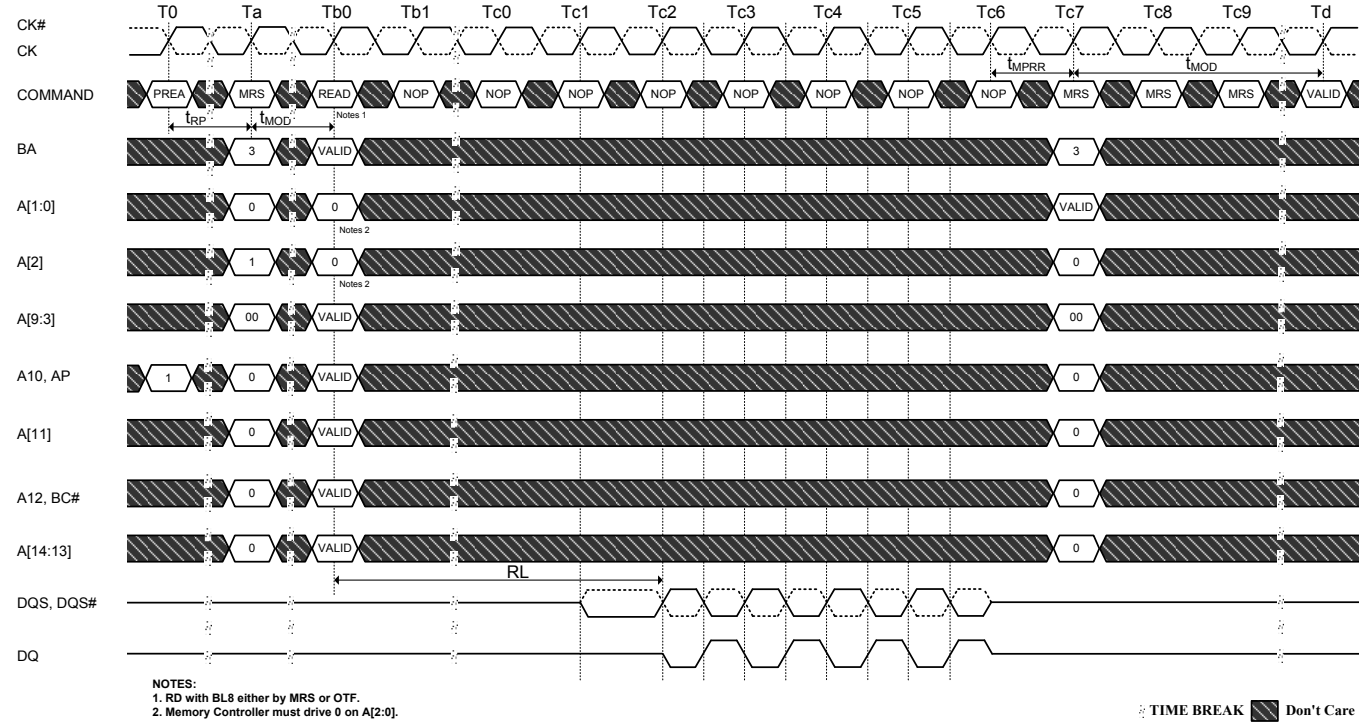 T0 Ta Tb0 Tb1 Tc0 Tc1 Tc2 Tc3 Tc4 Tc5 Tc6 Tc7 Tc8 Tc9 Td
CK#
CK
tMPRR tMOD
COMMAND PREA MRS READ NOP NOP NOP NOP NOP NOP NOP NOP MRS MRS MRS VALID
tRP tMOD Notes 1
BA 3 VALID 3
A[1:0] 0 0 VALID
Notes 2
A[2] 1 0 0
Notes 2
A[9:3] 00 VALID 00
A10, AP 1 0 VALID 0
A[11] 0 VALID 0
A12, BC# 0 VALID 0
A[14:13] 0 VALID 0
RL
DQS, DQS#
DQ
NOTES:
1. RD with BL8 either by MRS or OTF.
2. Memory Controller must drive 0 on A[2:0].
TIME BREAK Don't Care